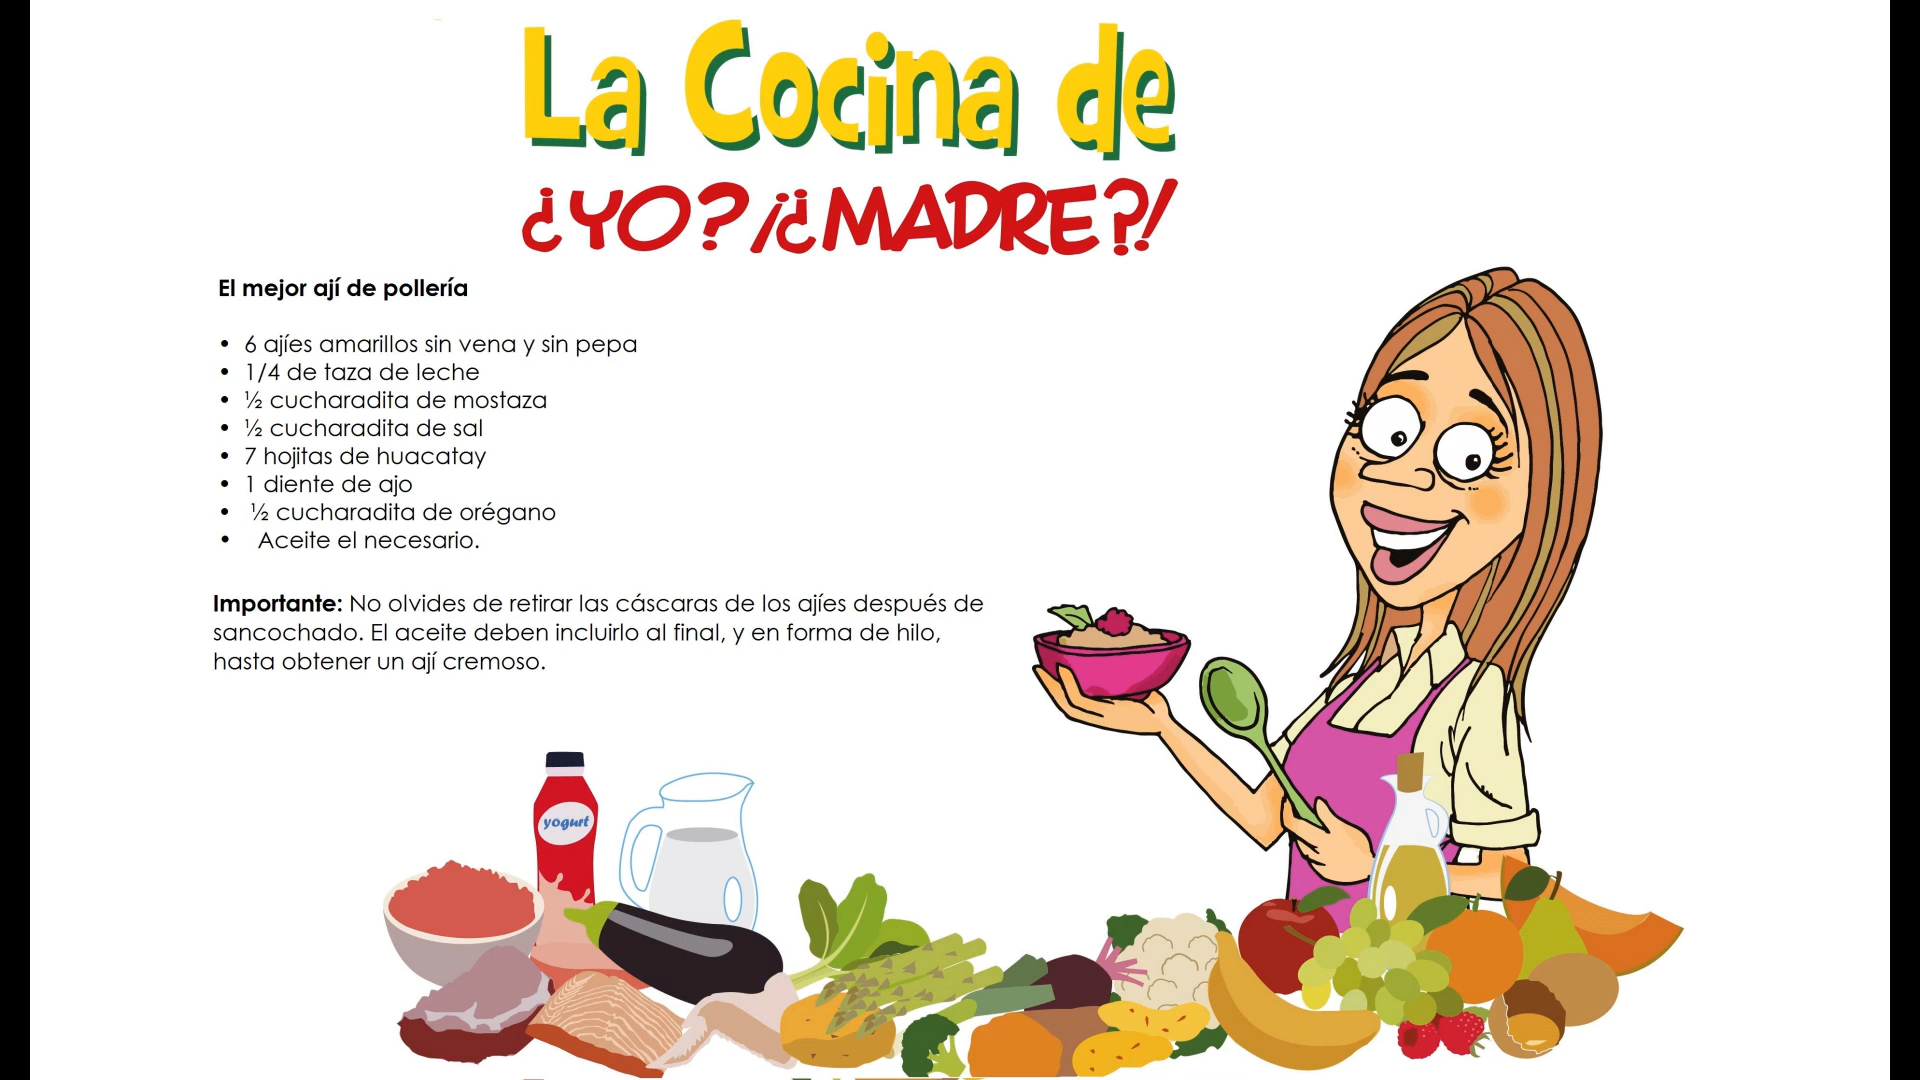 La Cocina de
¿YO? ¡¿MADRE?!
El mejor ají de pollería
• 6 ajíes amarillos sin vena y sin pepa
• 1/4 de taza de leche
• ½ cucharadita de mostaza
• ½ cucharadita de sal
• 7 hojitas de huacatay
• 1 diente de ajo
• ½ cucharadita de orégano
• Aceite el necesario.
Importante: No olvides de retirar las cáscaras de los ajíes después de
sancochado. El aceite deben incluirlo al final, y en forma de hilo,
hasta obtener un ají cremoso.
yogurt